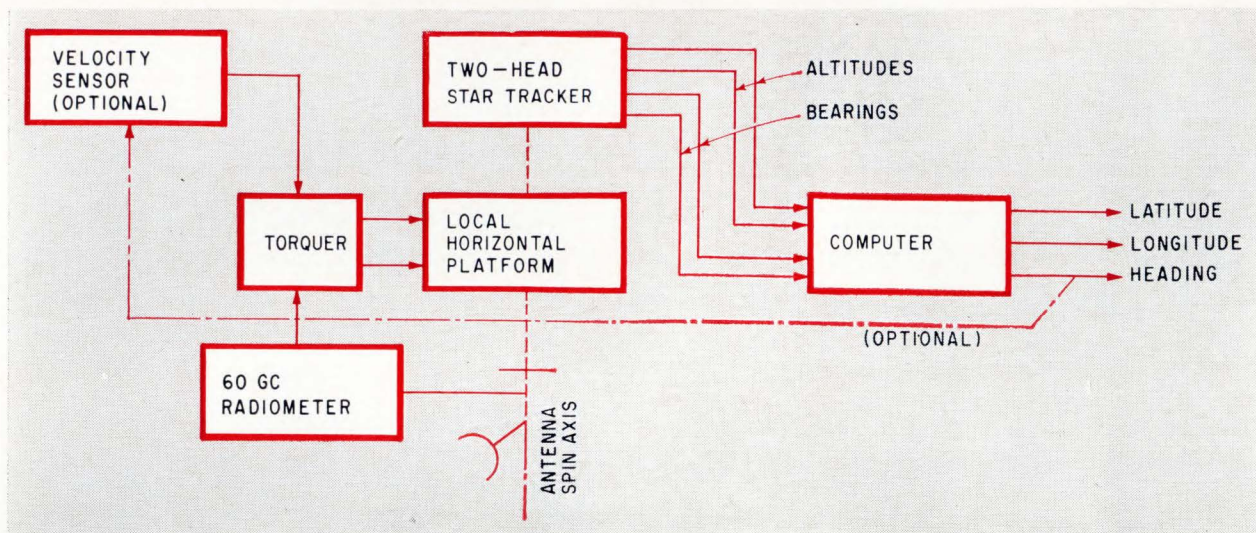 VELOCITY
SENSOR
(OPTIONAL)
TWO-HEAD
STAR TRACKER
ALTITUDES
BEARINGS
TORQUER
LOCAL
HORIZONTAL
PLATFORM
COMPUTER
LATITUDE
LONGITUDE
HEADING
(OPTIONAL)
60 GC
RADIOMETER
ANTENNA
SPIN AXIS